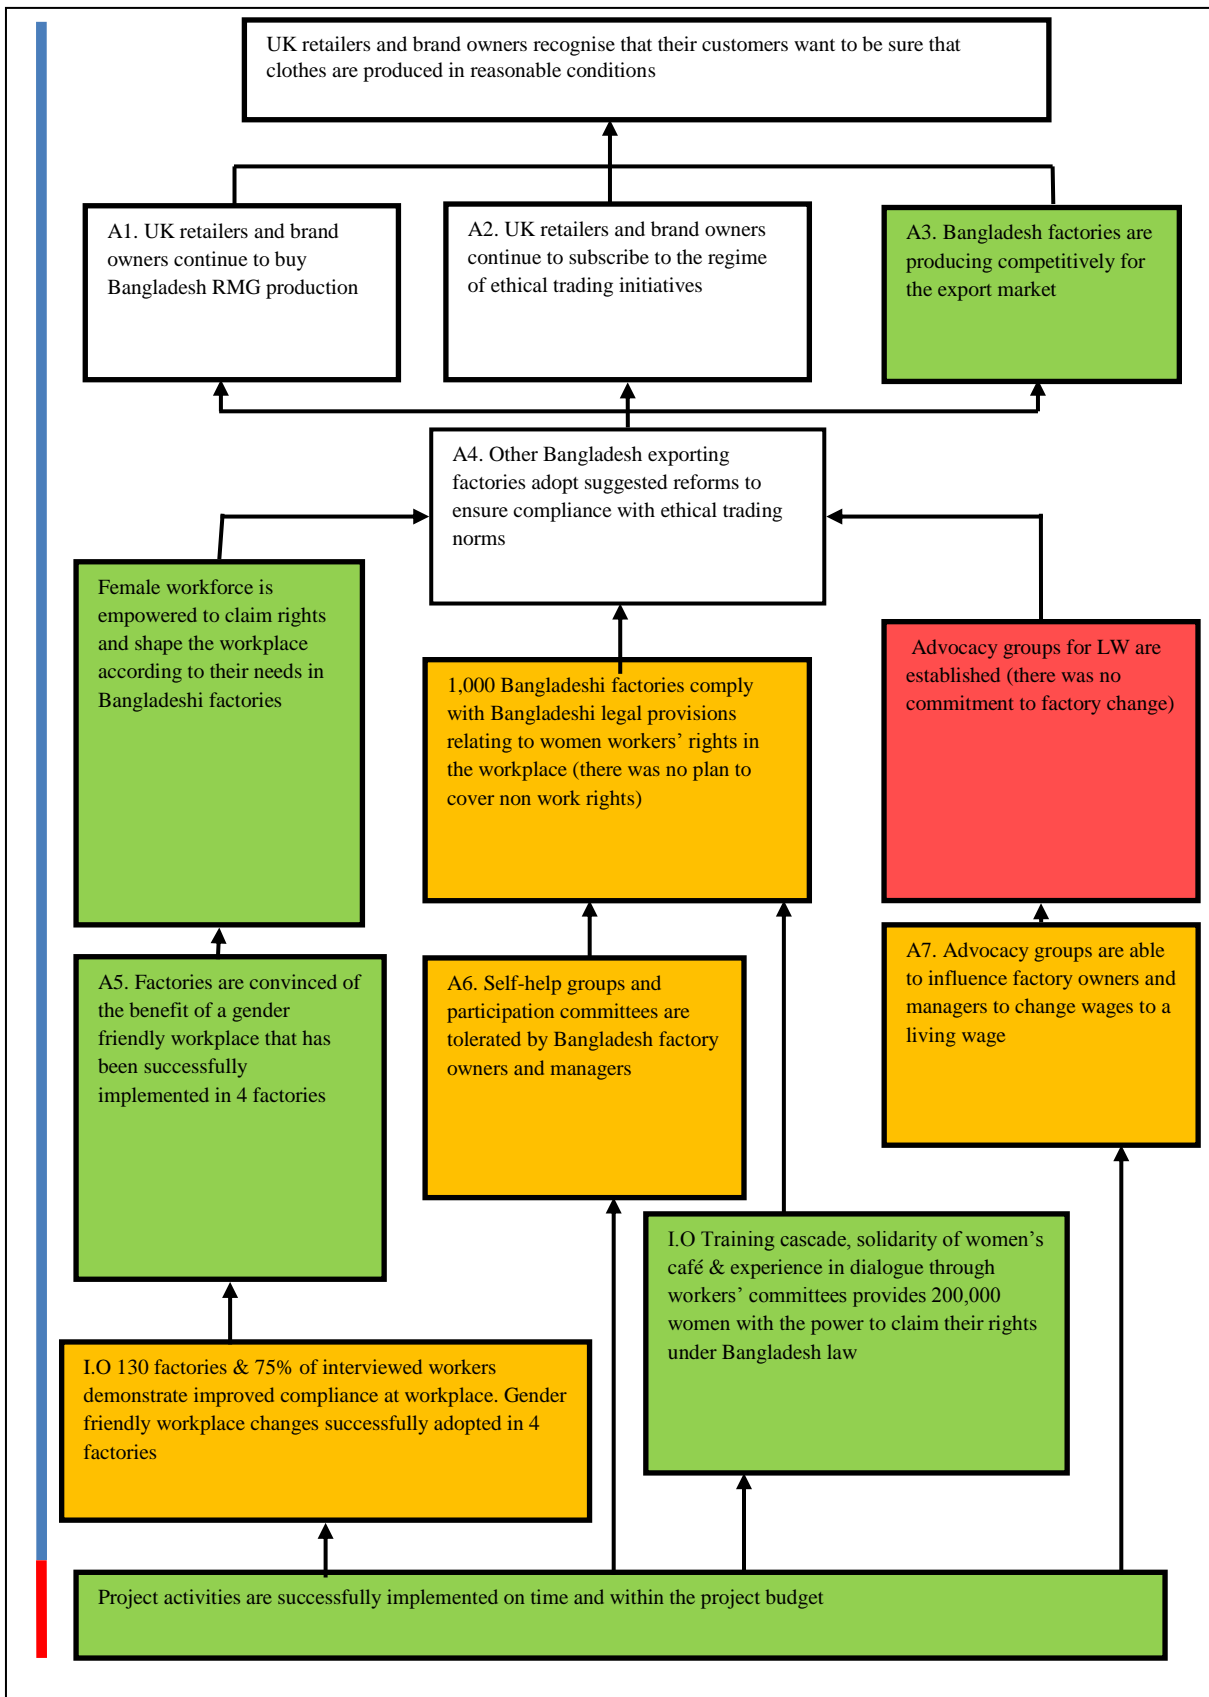 UK retailers and brand owners recognise that their customers want to be sure that
clothes are produced in reasonable conditions
A1. UK retailers and brand
owners continue to buy
Bangladesh RMG production
A2. UK retailers and brand owners
continue to subscribe to the regime
of ethical trading initiatives
A3. Bangladesh factories are
producing competitively for
the export market
A4. Other Bangladesh exporting
factories adopt suggested reforms to
ensure compliance with ethical trading
norms
Female workforce is
empowered to claim rights
and shape the workplace
according to their needs in
Bangladeshi factories
1,000 Bangladeshi factories comply
with Bangladeshi legal provisions
relating to women workers’ rights in
the workplace (there was no plan to
cover non work rights)
Advocacy groups for LW are
established (there was no
commitment to factory change)
A5. Factories are convinced of
the benefit of a gender
friendly workplace that has
been successfully
implemented in 4 factories
A6. Self-help groups and
participation committees are
tolerated by Bangladesh factory
owners and managers
A7. Advocacy groups are able
to influence factory owners and
managers to change wages to a
living wage
I.O Training cascade, solidarity of women’s
café & experience in dialogue through
workers’ committees provides 200,000
women with the power to claim their rights
under Bangladesh law
I.O 130 factories & 75% of interviewed workers
demonstrate improved compliance at workplace. Gender
friendly workplace changes successfully adopted in 4
factories
Project activities are successfully implemented on time and within the project budget